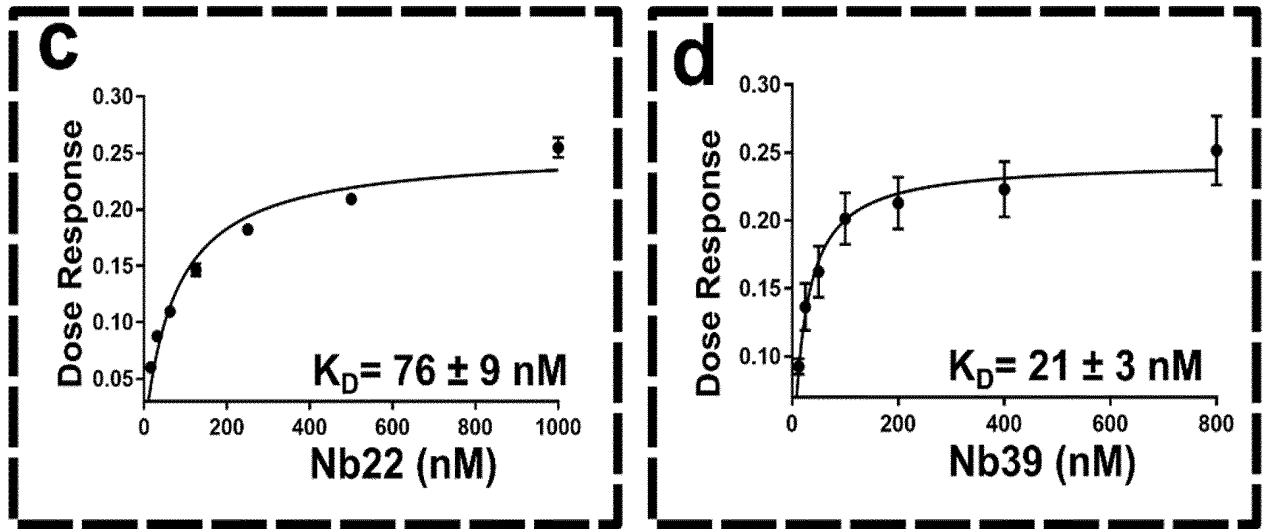 c
0.30
0.25
0.20
0.15
0.10
0.05
Dose Response
K_D= 76 ± 9 nM
0 200 400 600 800 1000
Nb22 (nM)
d
0.30
0.25
0.20
0.15
0.10
Dose Response
K_D= 21 ± 3 nM
0 200 400 600 800
Nb39 (nM)